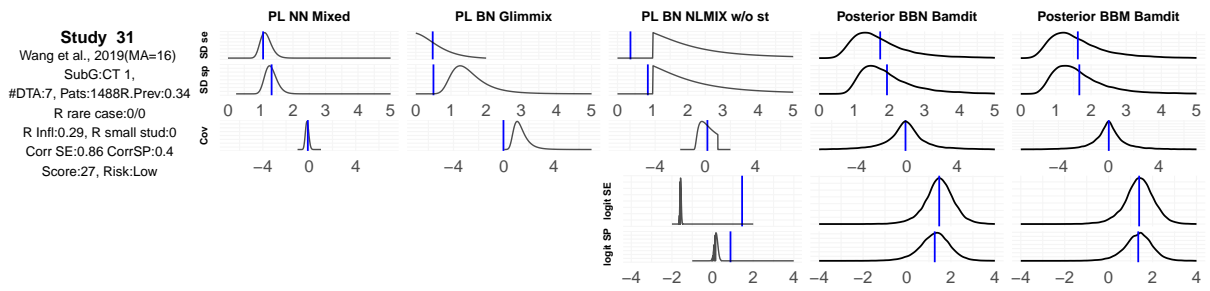 PL NN Mixed PL BN Glimmix PL BN NLMIX w/o st Posterior BBN Bamdit Posterior BBM Bamdit
Study 31
Wang et al., 2019(MA=16)
SubG:CT 1,
#DTA:7, Pats:1488R.Prev:0.34
R rare case:0/0
R Infl:0.29, R small stud:0
Corr SE:0.86 CorrSP:0.4
Score:27, Risk:Low
SD se
SD sp
0 1 2 3 4 5 0 1 2 3 4 5 0 1 2 3 4 5 0 1 2 3 4 5 0 1 2 3 4 5
Cov
−4 0 4 −4 0 4 −4 0 4 −4 0 4 −4 0 4
logit SE
logit SP
−4 −2 0 2 4 −4 −2 0 2 4 −4 −2 0 2 4